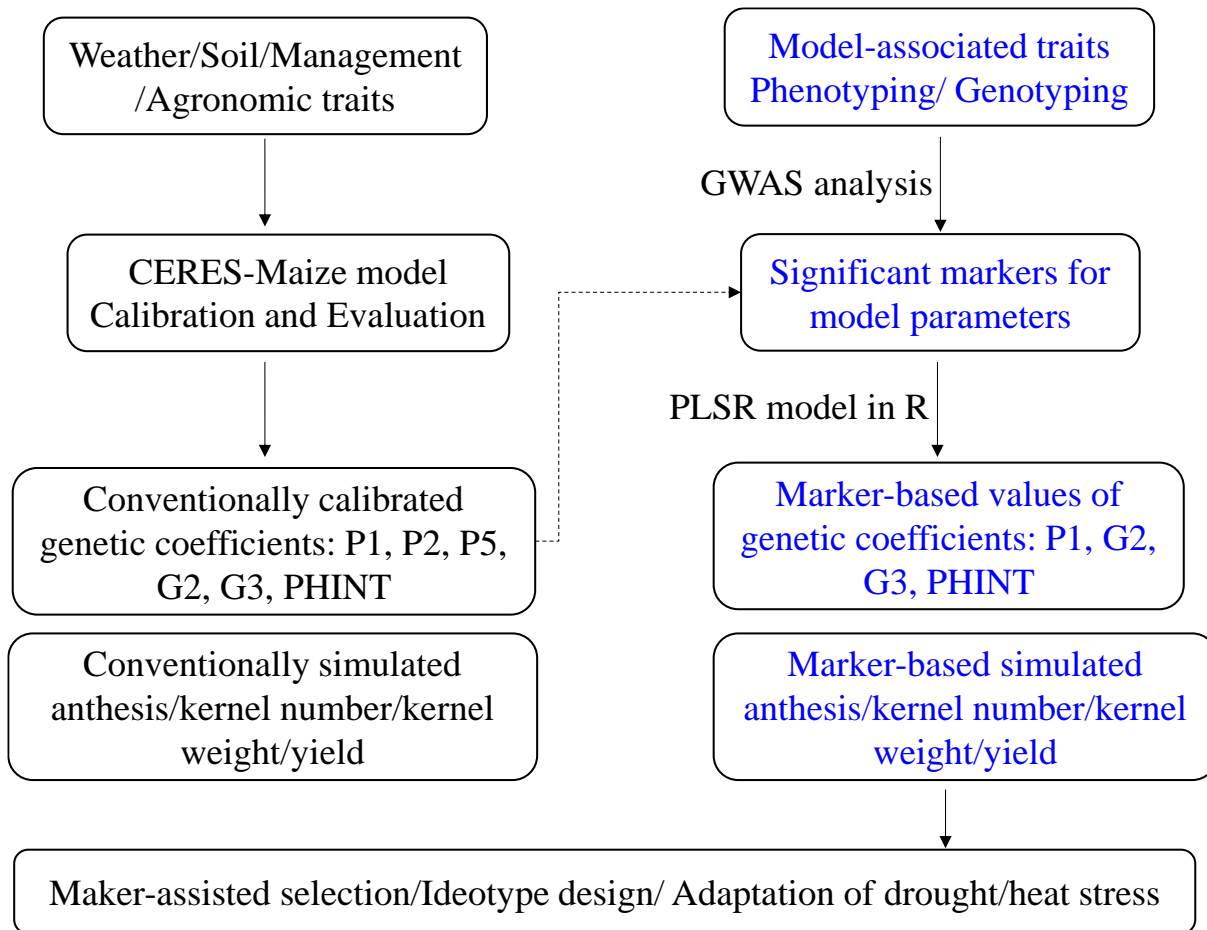 Weather/Soil/Management
/Agronomic traits
Model-associated traits
Phenotyping/ Genotyping
GWAS analysis
CERES-Maize model
Calibration and Evaluation
Significant markers for
model parameters
PLSR model in R
Conventionally calibrated
genetic coefficients: P1, P2, P5,
G2, G3, PHINT
Marker-based values of
genetic coefficients: P1, G2,
G3, PHINT
Conventionally simulated
anthesis/kernel number/kernel
weight/yield
Marker-based simulated
anthesis/kernel number/kernel
weight/yield
Maker-assisted selection/Ideotype design/ Adaptation of drought/heat stress